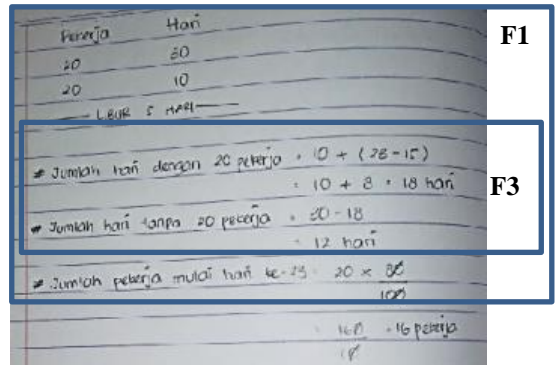 Pekerja Hari
20 30
20 10
LIBUR 5 HARI
F1
* Jumlah hari dengan 20 pekerja = 10 + (28-15)
= 10 + 8 = 18 hari
F3
* Jumlah hari tanpa 20 pekerja = 30 - 18
= 12 hari
* Jumlah pekerja mulai hari ke-23 = 20 × 80
100
= 160 = 16 pekerja
10